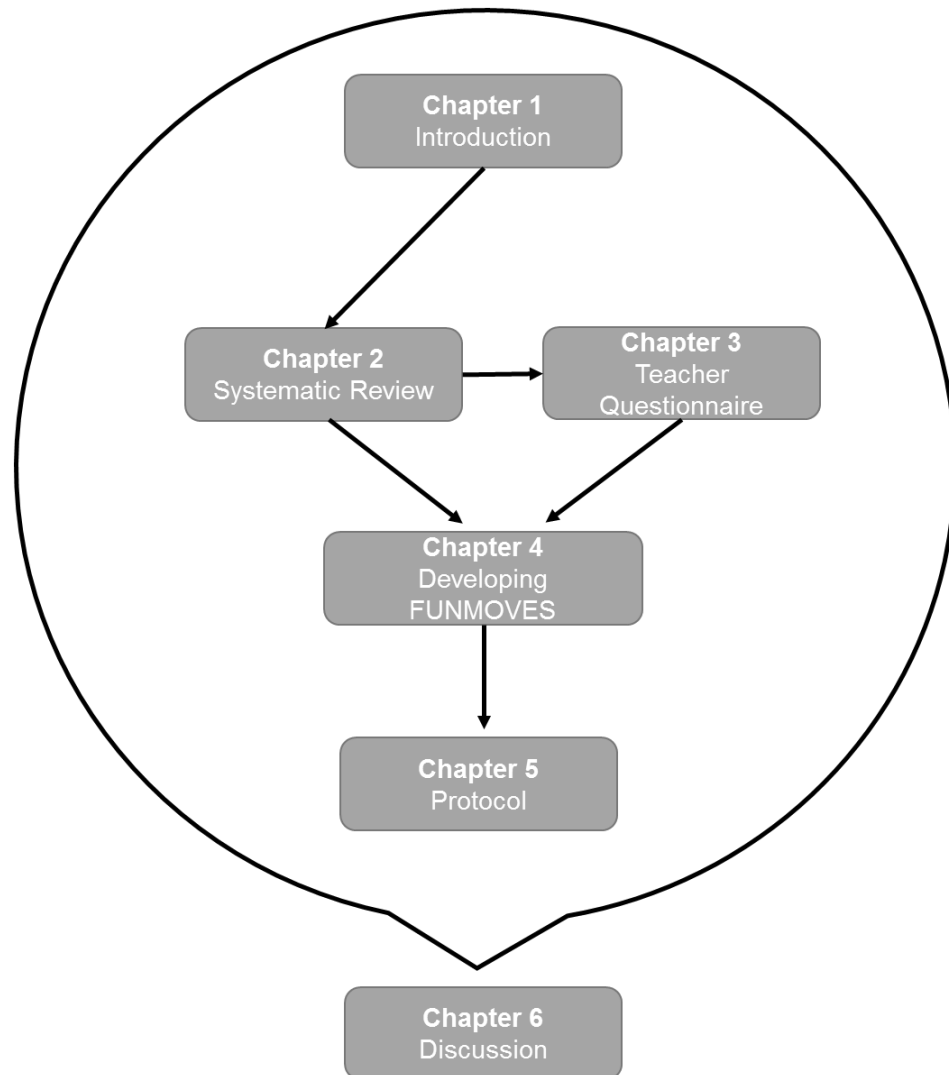 Chapter 1
Introduction
Chapter 2
Systematic Review
Chapter 3
Teacher
Questionnaire
Chapter 4
Developing
FUNMOVES
Chapter 5
Protocol
Chapter 6
Discussion